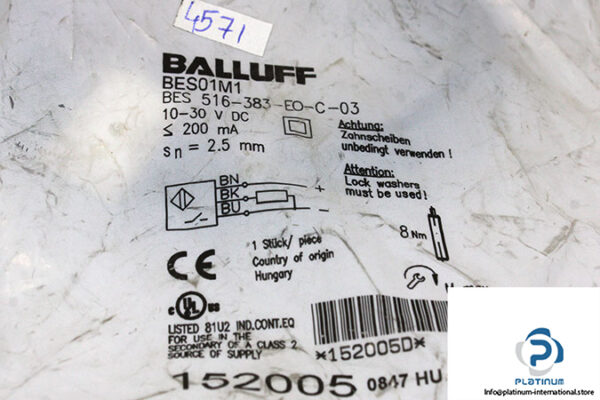 4571
BALLUFF
BES01M1
BES 516-383-EO-C-03
10-30 V DC
≤ 200 mA
sn = 2.5 mm
Achtung:
Zahnscheiben
unbedingt verwenden !
Attention:
Lock washers
must be used!
BN
+
BK
BU
−
8 Nm
1 Stück/ piece
Country of origin
Hungary
CE
c UL us
LISTED 81U2 IND.CONT.EQ
FOR USE IN THE
SECONDARY OF A CLASS 2
SOURCE OF SUPPLY
*152005D*
152005 0847 HU
PLATINUM
INTERNATIONAL
Info@platinum-international.store